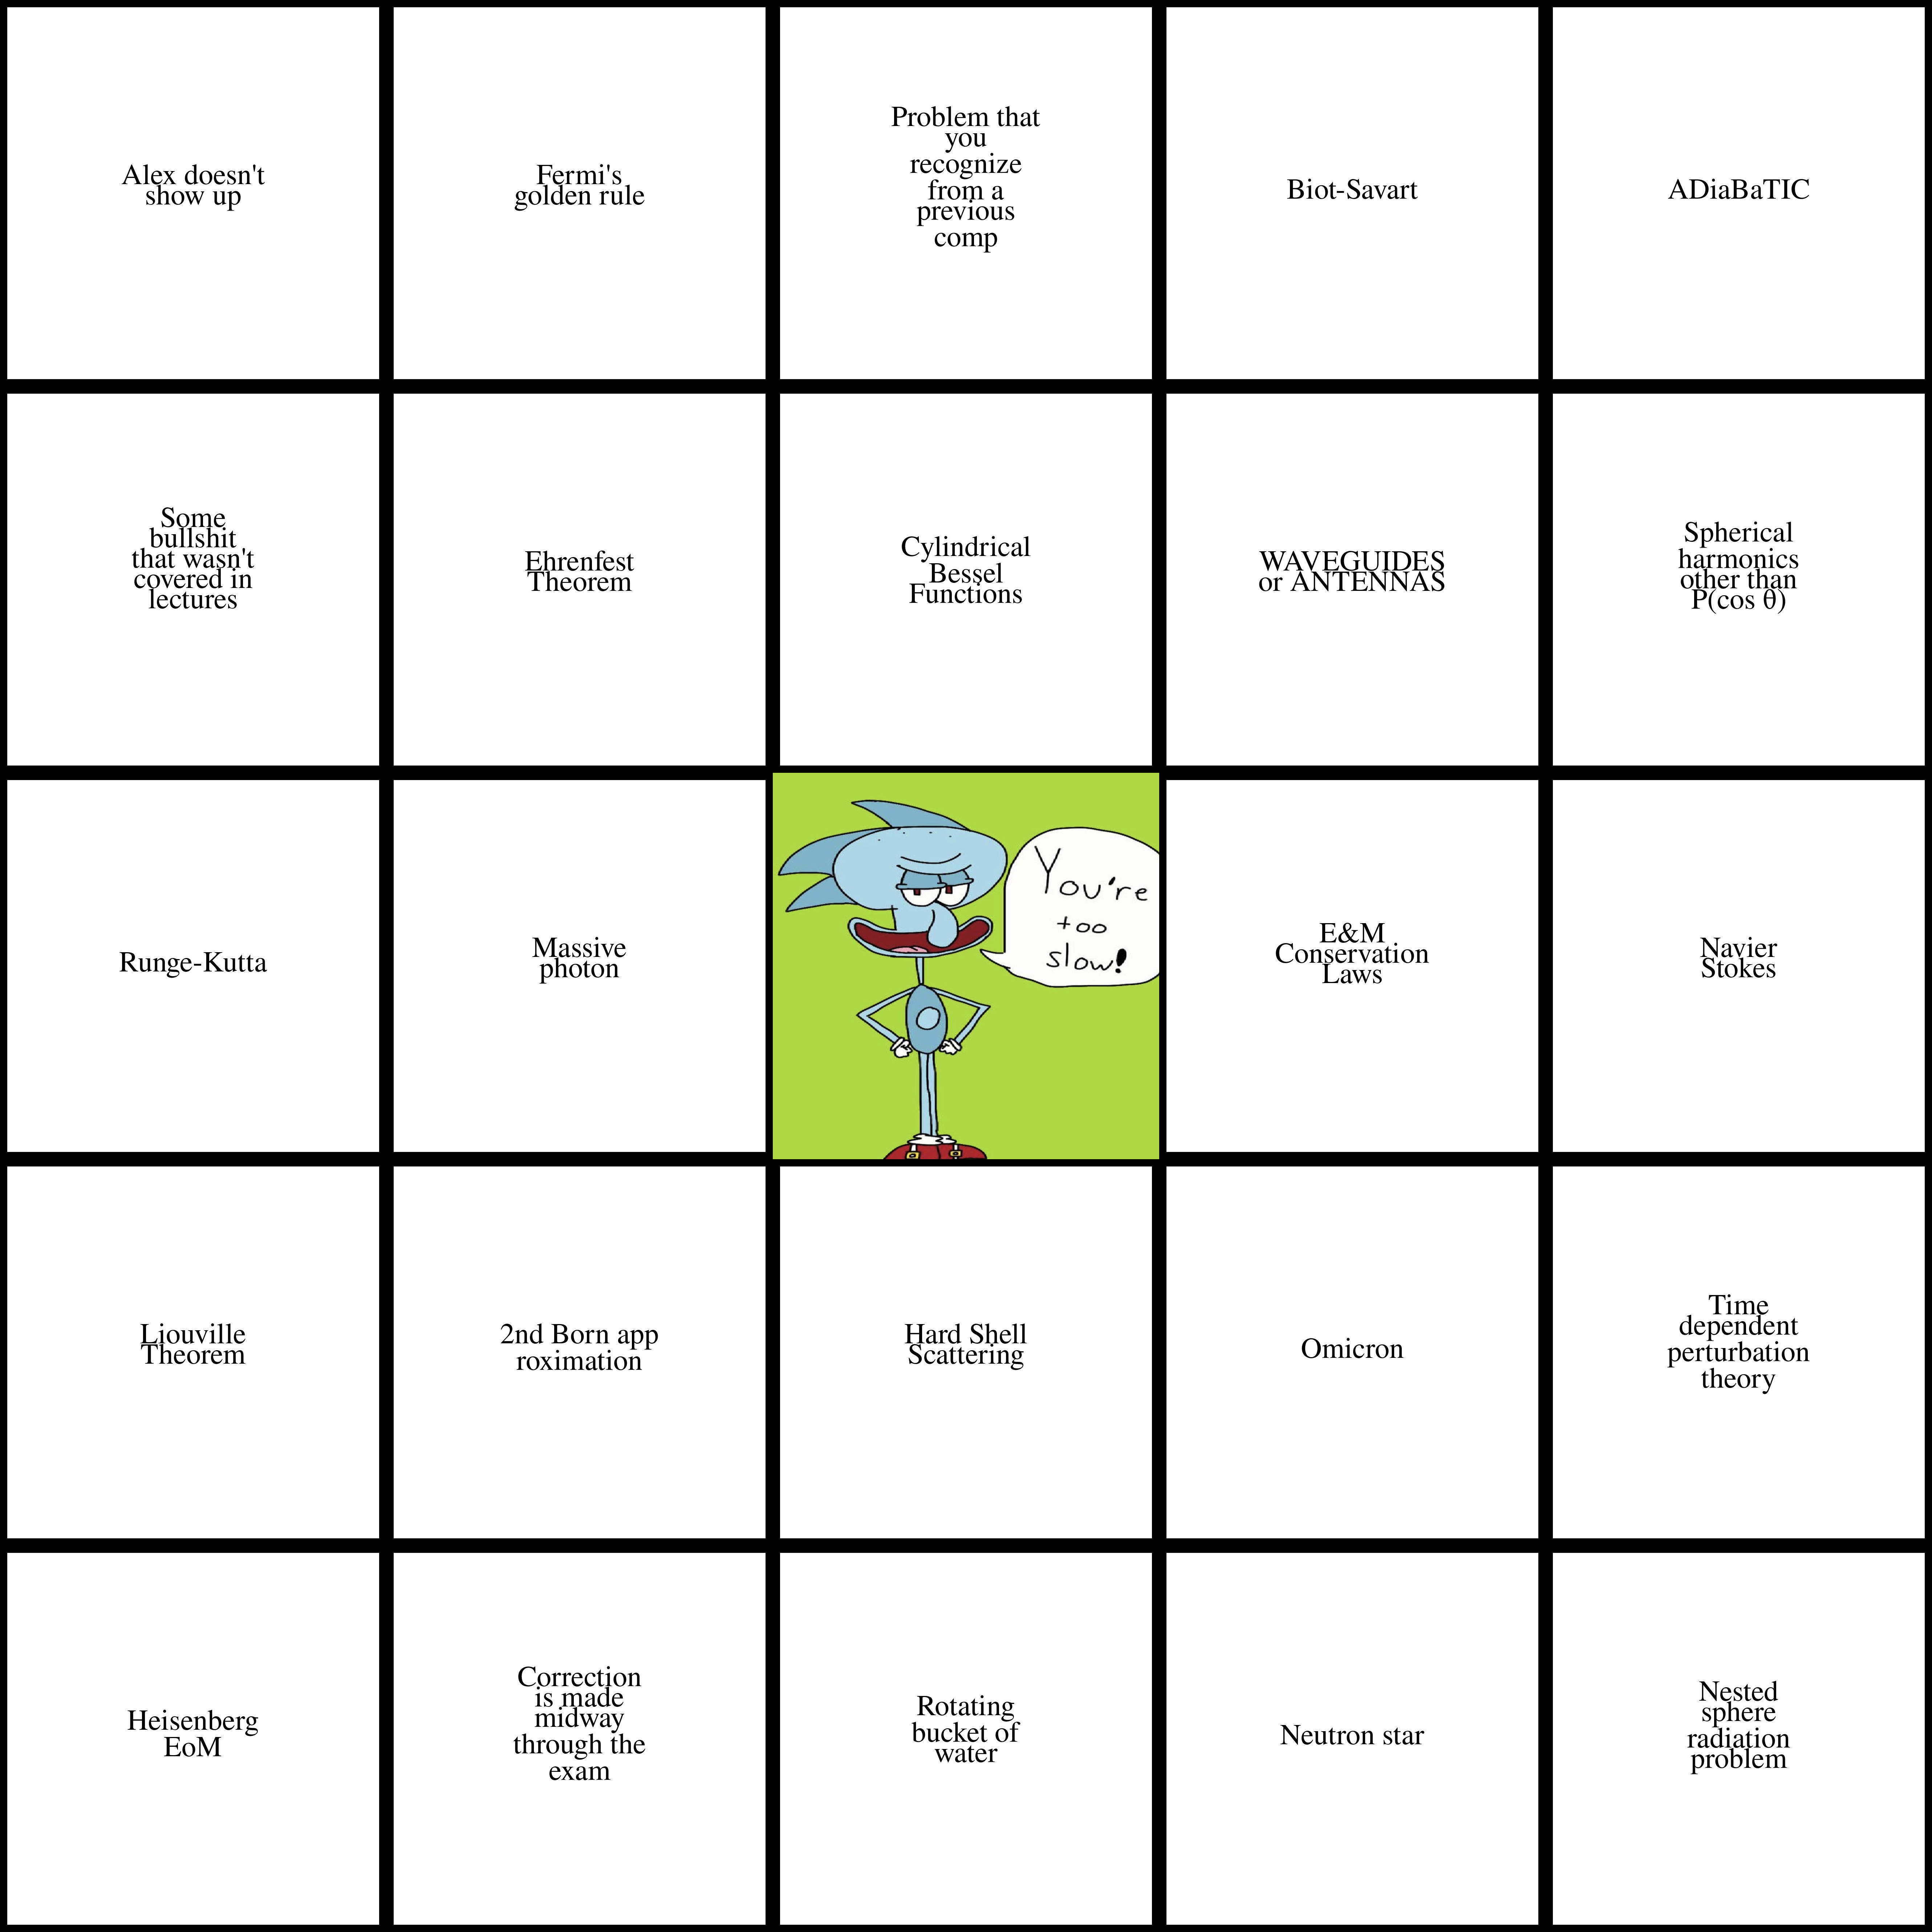 Alex doesn't
show up
Fermi's
golden rule
Problem that
you
recognize
from a
previous
comp
Biot-Savart
ADiaBaTIC
Some
bullshit
that wasn't
covered in
lectures
Ehrenfest
Theorem
Cylindrical
Bessel
Functions
WAVEGUIDES
or ANTENNAS
Spherical
harmonics
other than
P(cos θ)
Runge-Kutta
Massive
photon
You're
too
slow!
E&M
Conservation
Laws
Navier
Stokes
Liouville
Theorem
2nd Born app
roximation
Hard Shell
Scattering
Omicron
Time
dependent
perturbation
theory
Heisenberg
EoM
Correction
is made
midway
through the
exam
Rotating
bucket of
water
Neutron star
Nested
sphere
radiation
problem